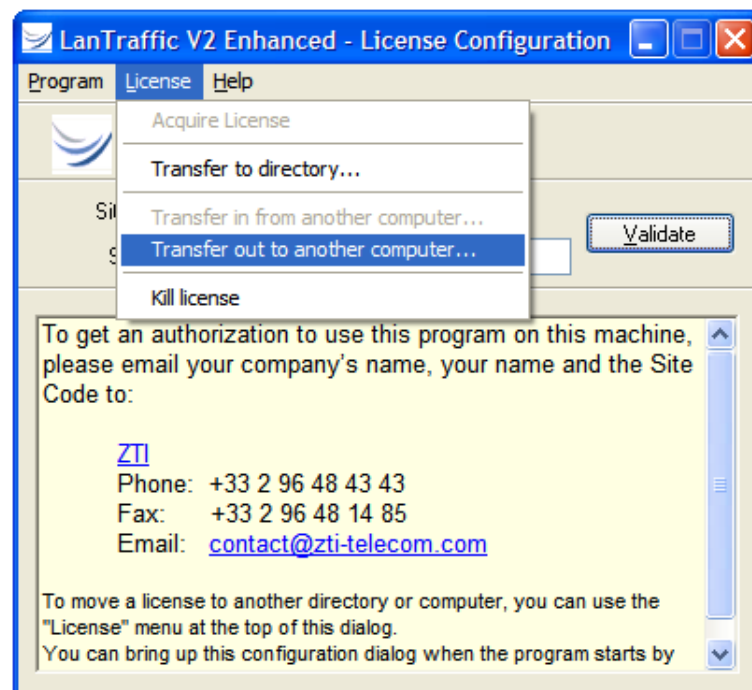 LanTraffic V2 Enhanced - License Configuration
Program License Help
Acquire License
Transfer to directory...
Transfer in from another computer...
Transfer out to another computer...
Kill license
Validate
To get an authorization to use this program on this machine,
please email your company's name, your name and the Site
Code to:
ZTI
Phone: +33 2 96 48 43 43
Fax: +33 2 96 48 14 85
Email: contact@zti-telecom.com
To move a license to another directory or computer, you can use the
"License" menu at the top of this dialog.
You can bring up this configuration dialog when the program starts by